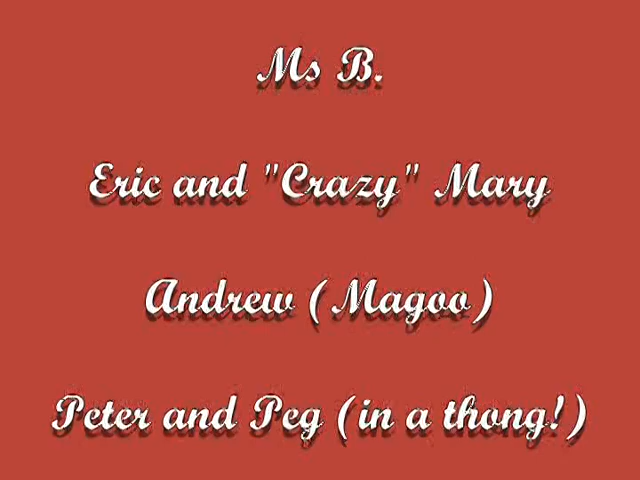 Ms B.
Eric and "Crazy" Mary
Andrew (Magoo)
Peter and Peg (in a thong!)